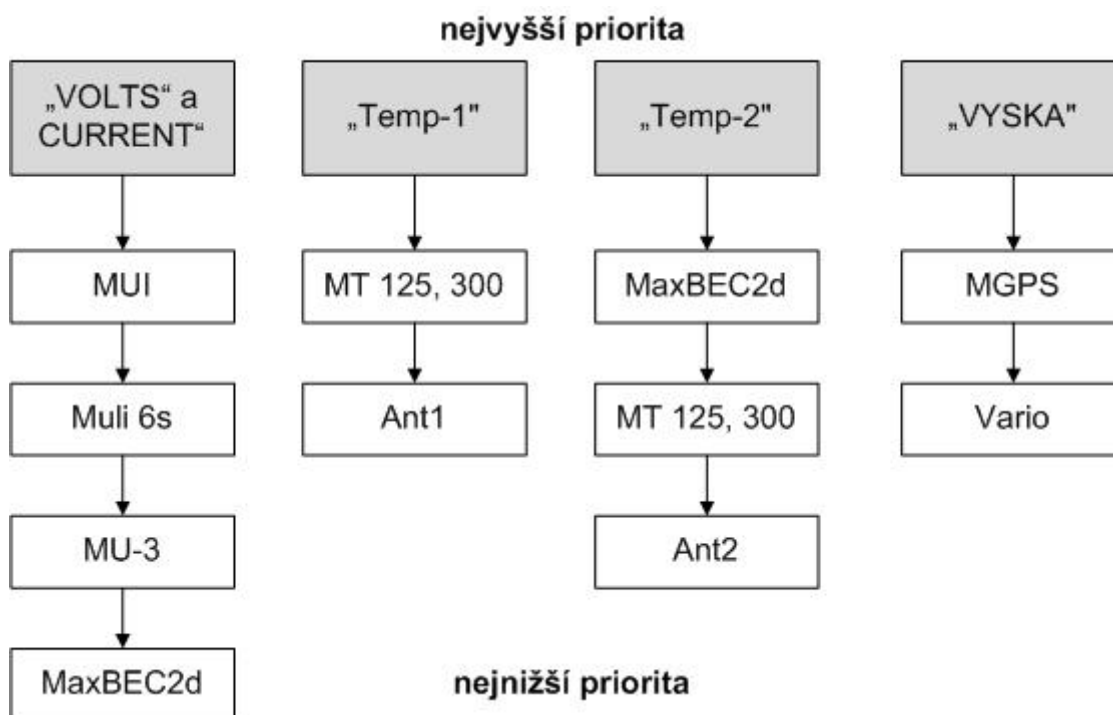 nejvyšší priorita
„VOLTS“ a
CURRENT“
„Temp-1"
„Temp-2"
„VYSKA"
MUI
MT 125, 300
MaxBEC2d
MGPS
Muli 6s
Ant1
MT 125, 300
Vario
MU-3
Ant2
MaxBEC2d
nejnižší priorita